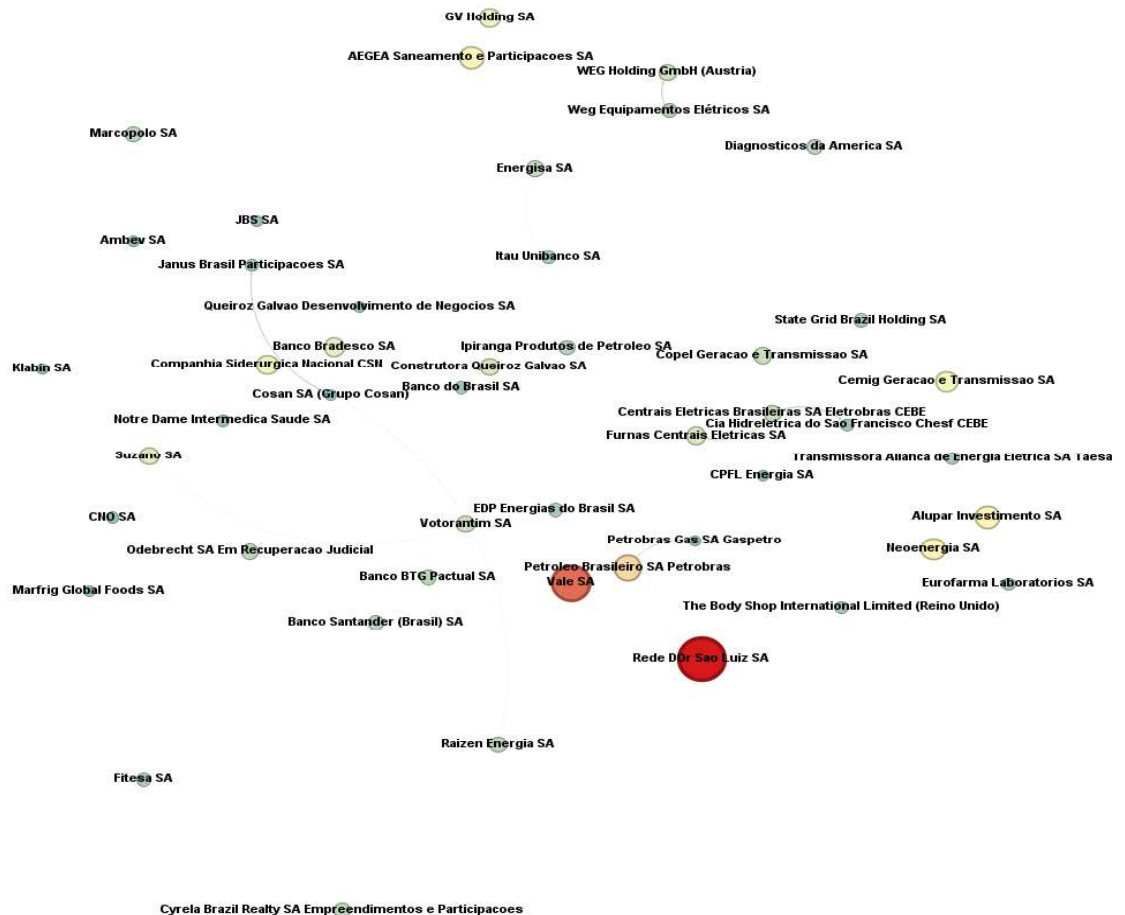 GV Holding SA
AEGEA Saneamento e Participacoes SA
WEG Holding GmbH (Austria)
Weg Equipamentos Elétricos SA
Marcopolo SA
Diagnosticos da America SA
Energisa SA
JBS SA
Ambev SA
Itau Unibanco SA
Janus Brasil Participacoes SA
Queiroz Galvao Desenvolvimento de Negocios SA
State Grid Brazil Holding SA
Banco Bradesco SA
Ipiranga Produtos de Petroleo SA
Copel Geracao e Transmissao SA
Companhia Siderurgica Nacional CSN
Construtora Queiroz Galvao SA
Klabin SA
Cemig Geracao e Transmissao SA
Banco do Brasil SA
Cosan SA (Grupo Cosan)
Centrais Eletricas Brasileiras SA Eletrobras CEBE
Notre Dame Intermedica Saude SA
Cia Hidreletrica do Sao Francisco Chesf CEBE
Furnas Centrais Eletricas SA
Suzano SA
Transmissora Alianca de Energia Eletrica SA Taesa
CPFL Energia SA
EDP Energias do Brasil SA
CNO SA
Alupar Investimento SA
Votorantim SA
Petrobras Gas SA Gaspetro
Odebrecht SA Em Recuperacao Judicial
Neoenergia SA
Petroleo Brasileiro SA Petrobras
Banco BTG Pactual SA
Vale SA
Eurofarma Laboratorios SA
Marfrig Global Foods SA
The Body Shop International Limited (Reino Unido)
Banco Santander (Brasil) SA
Rede DOr Sao Luiz SA
Raizen Energia SA
Fitesa SA
Cyrela Brazil Realty SA Empreendimentos e Participacoes